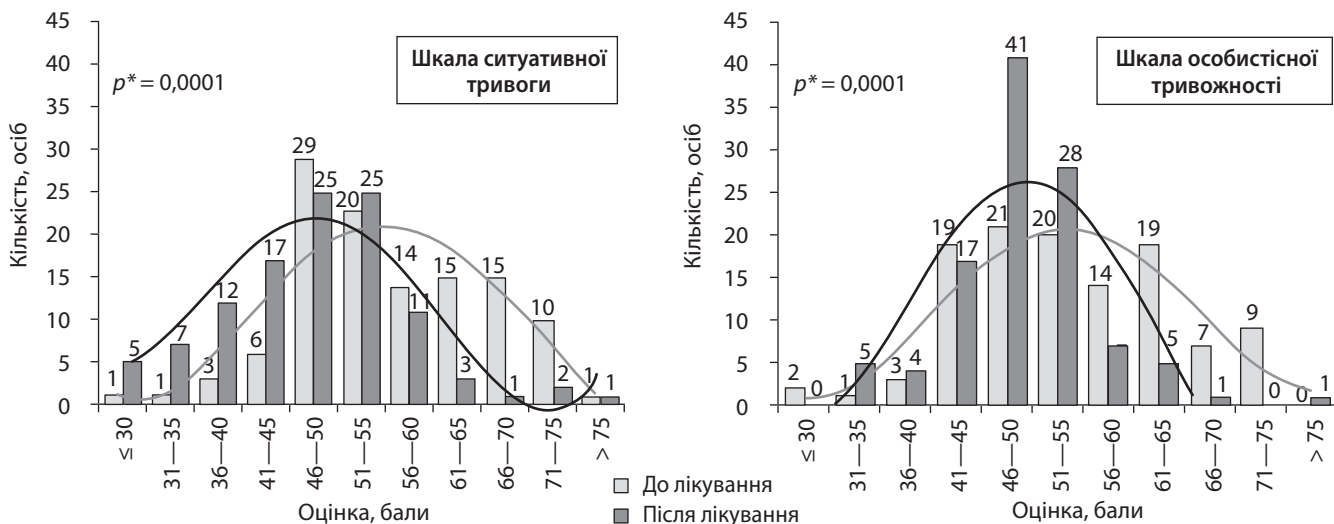 45
40
35
30
25
20
15
10
5
0
Кількість, осіб
p* = 0,0001
Шкала ситуативної
тривоги
1 5 1 7 3 12 6 17 29 25 20 25 14 11 15 3 15 1 10 2 1 1
≤ 30 31—35 36—40 41—45 46—50 51—55 56—60 61—65 66—70 71—75 > 75
Оцінка, бали
45
40
35
30
25
20
15
10
5
0
Кількість, осіб
p* = 0,0001
Шкала особистісної
тривожності
2 0 1 5 3 4 19 17 21 41 20 28 14 19 5 7 1 9 0 0 1
≤ 30 31—35 36—40 41—45 46—50 51—55 56—60 61—65 66—70 71—75 > 75
Оцінка, бали
До лікування
Після лікування